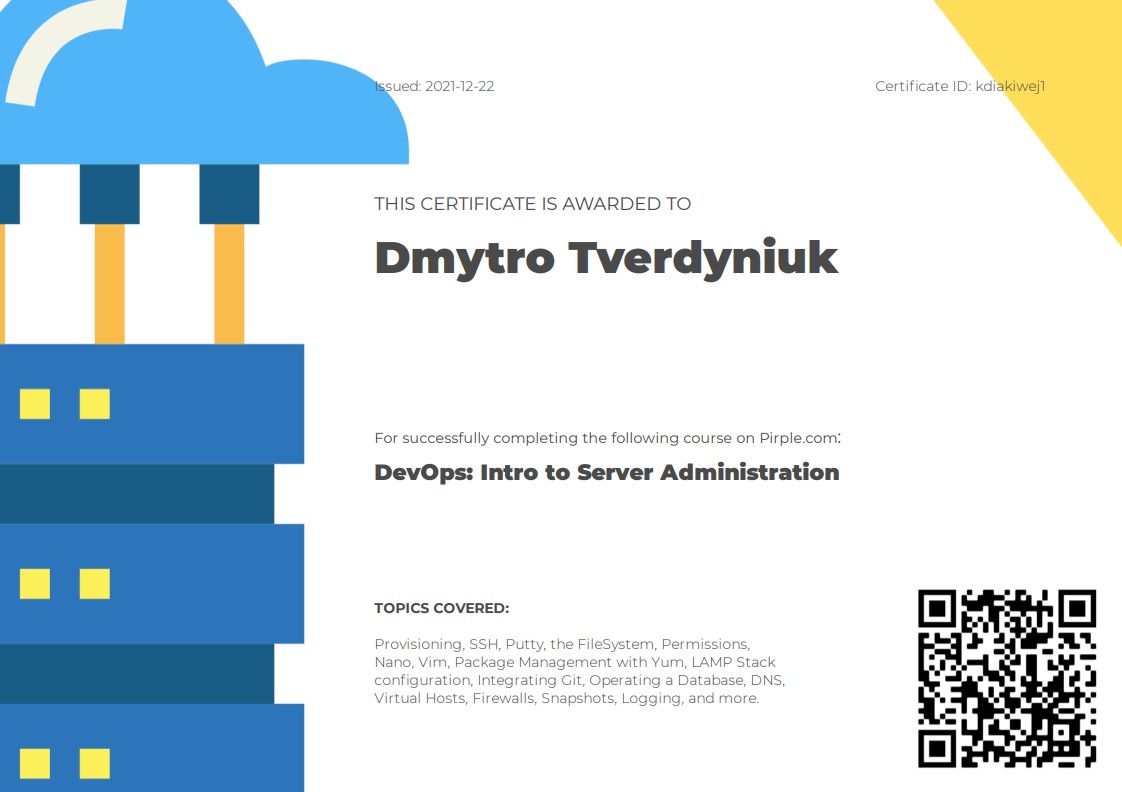 Issued: 2021-12-22
Certificate ID: kdiakiwej1
THIS CERTIFICATE IS AWARDED TO
Dmytro Tverdyniuk
For successfully completing the following course on Pirple.com:
DevOps: Intro to Server Administration
TOPICS COVERED:
Provisioning, SSH, Putty, the FileSystem, Permissions,
Nano, Vim, Package Management with Yum, LAMP Stack
configuration, Integrating Git, Operating a Database, DNS,
Virtual Hosts, Firewalls, Snapshots, Logging, and more.